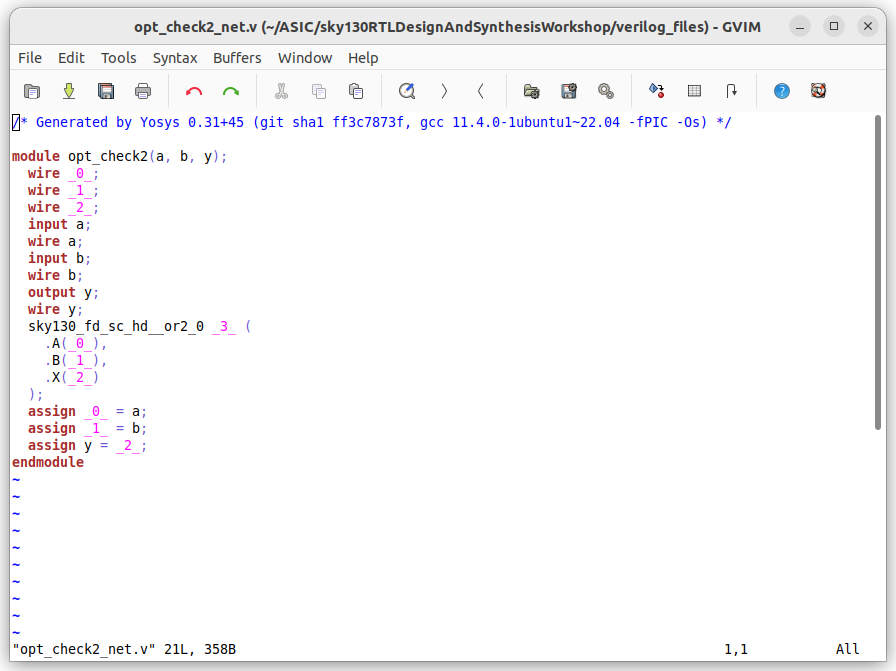 opt_check2_net.v (~/ASIC/sky130RTLDesignAndSynthesisWorkshop/verilog_files) - GVIM
File Edit Tools Syntax Buffers Window Help
/* Generated by Yosys 0.31+45 (git sha1 ff3c7873f, gcc 11.4.0-1ubuntu1~22.04 -fPIC -Os) */
module opt_check2(a, b, y);
  wire _0_;
  wire _1_;
  wire _2_;
  input a;
  wire a;
  input b;
  wire b;
  output y;
  wire y;
  sky130_fd_sc_hd__or2_0 _3_ (
    .A(_0_),
    .B(_1_),
    .X(_2_)
  );
  assign _0_ = a;
  assign _1_ = b;
  assign y = _2_;
endmodule
~
~
~
~
~
~
~
~
~
~
"opt_check2_net.v" 21L, 358B 1,1 All